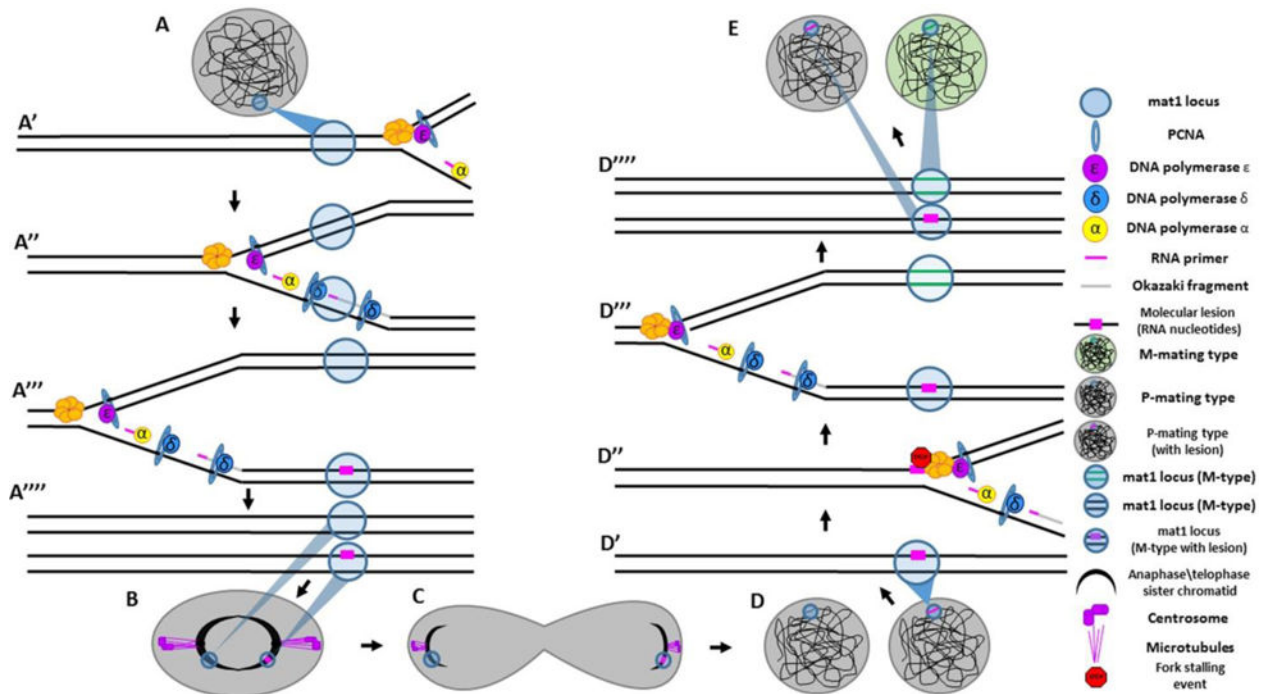 A
A'
ε
α
A''
ε
α
δ
δ
A'''
ε
α
δ
δ
A''''
B
C
D
E
D''''
D'''
ε
α
δ
δ
D''
STOP
ε
α
δ
D'
mat1 locus
PCNA
ε
DNA polymerase ε
δ
DNA polymerase δ
α
DNA polymerase α
RNA primer
Okazaki fragment
Molecular lesion
(RNA nucleotides)
M-mating type
P-mating type
P-mating type
(with lesion)
mat1 locus (M-type)
mat1 locus (M-type)
mat1 locus
(M-type with lesion)
Anaphase\telophase
sister chromatid
Centrosome
Microtubules
STOP
Fork stalling
event